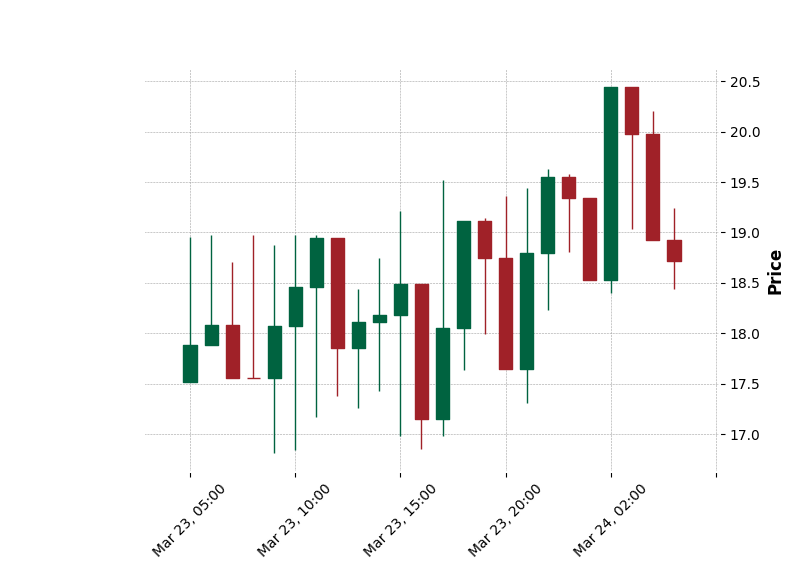 20.5
20.0
19.5
19.0
18.5
18.0
17.5
17.0
Price
Mar 23, 05:00
Mar 23, 10:00
Mar 23, 15:00
Mar 23, 20:00
Mar 24, 02:00